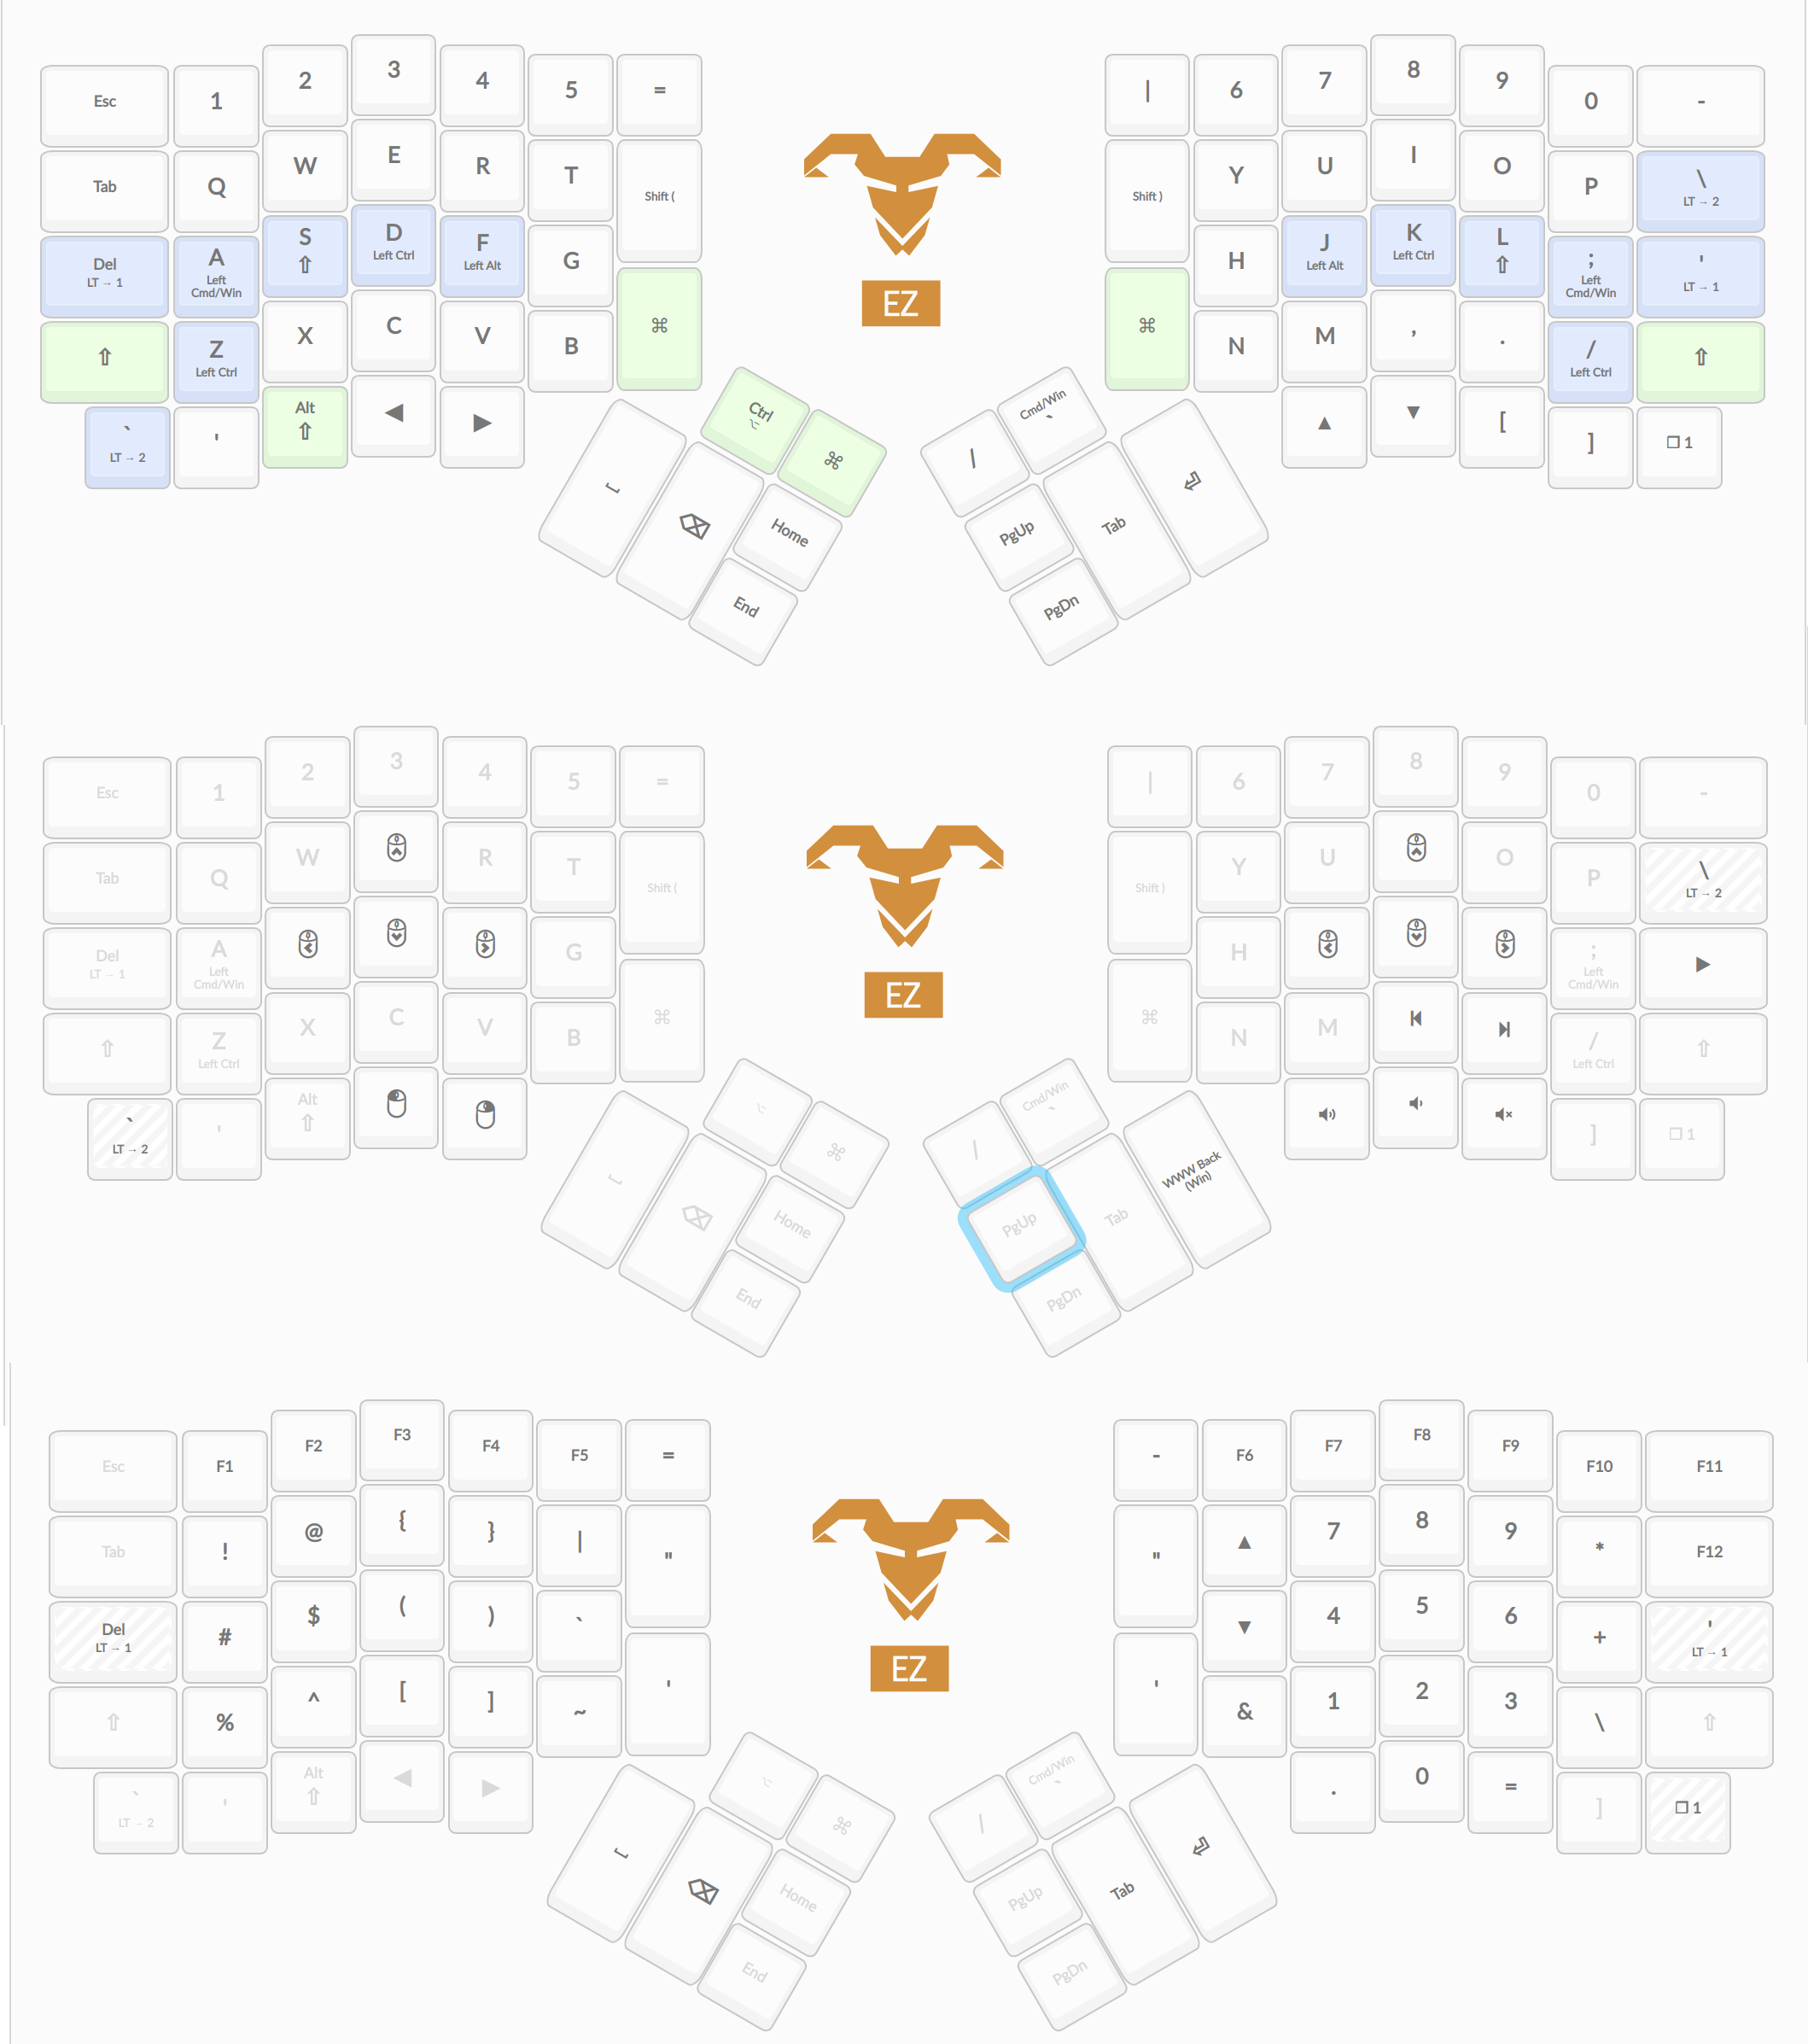 Esc 1 2 3 4 5 = | 6 7 8 9 0 -
Tab Q W E R T Shift ( Shift ) Y U I O P \
LT → 2
Del A S D F G H J K L ; '
LT → 1 Left Cmd/Win ⇧ Left Ctrl Left Alt Left Alt Left Ctrl ⇧ Left Cmd/Win LT → 1
⇧ Z X C V B ⌘ ⌘ N M , . / ⇧
Left Ctrl Left Ctrl
` ' Alt ◀ ▶ ▲ ▼ [ ] ❐ 1
LT → 2 ⇧
Ctrl ⌘ / Cmd/Win
⌥ `
Home PgUp Tab
End PgDn
EZ
Esc 1 2 3 4 5 = | 6 7 8 9 0 -
Tab Q W R T Shift ( Shift ) Y U O P \
LT → 2
Del A G H ; ▶
LT → 1 Left Cmd/Win Left Cmd/Win
⇧ Z X C V B ⌘ ⌘ N M / ⇧
Left Ctrl Left Ctrl
` ' Alt ] ❐ 1
LT → 2 ⇧
⌥ ⌘ / Cmd/Win
`
Home PgUp Tab WWW Back
(Win)
End PgDn
EZ
Esc F1 F2 F3 F4 F5 = - F6 F7 F8 F9 F10 F11
Tab ! @ { } | " " ▲ 7 8 9 * F12
Del # $ ( ) ` ▼ 4 5 6 + '
LT → 1 LT → 1
⇧ % ^ [ ] ~ ' ' & 1 2 3 \ ⇧
` ' Alt ◀ ▶ . 0 = ] ❐ 1
LT → 2 ⇧
⌥ ⌘ / Cmd/Win
`
Home PgUp Tab
End PgDn
EZ